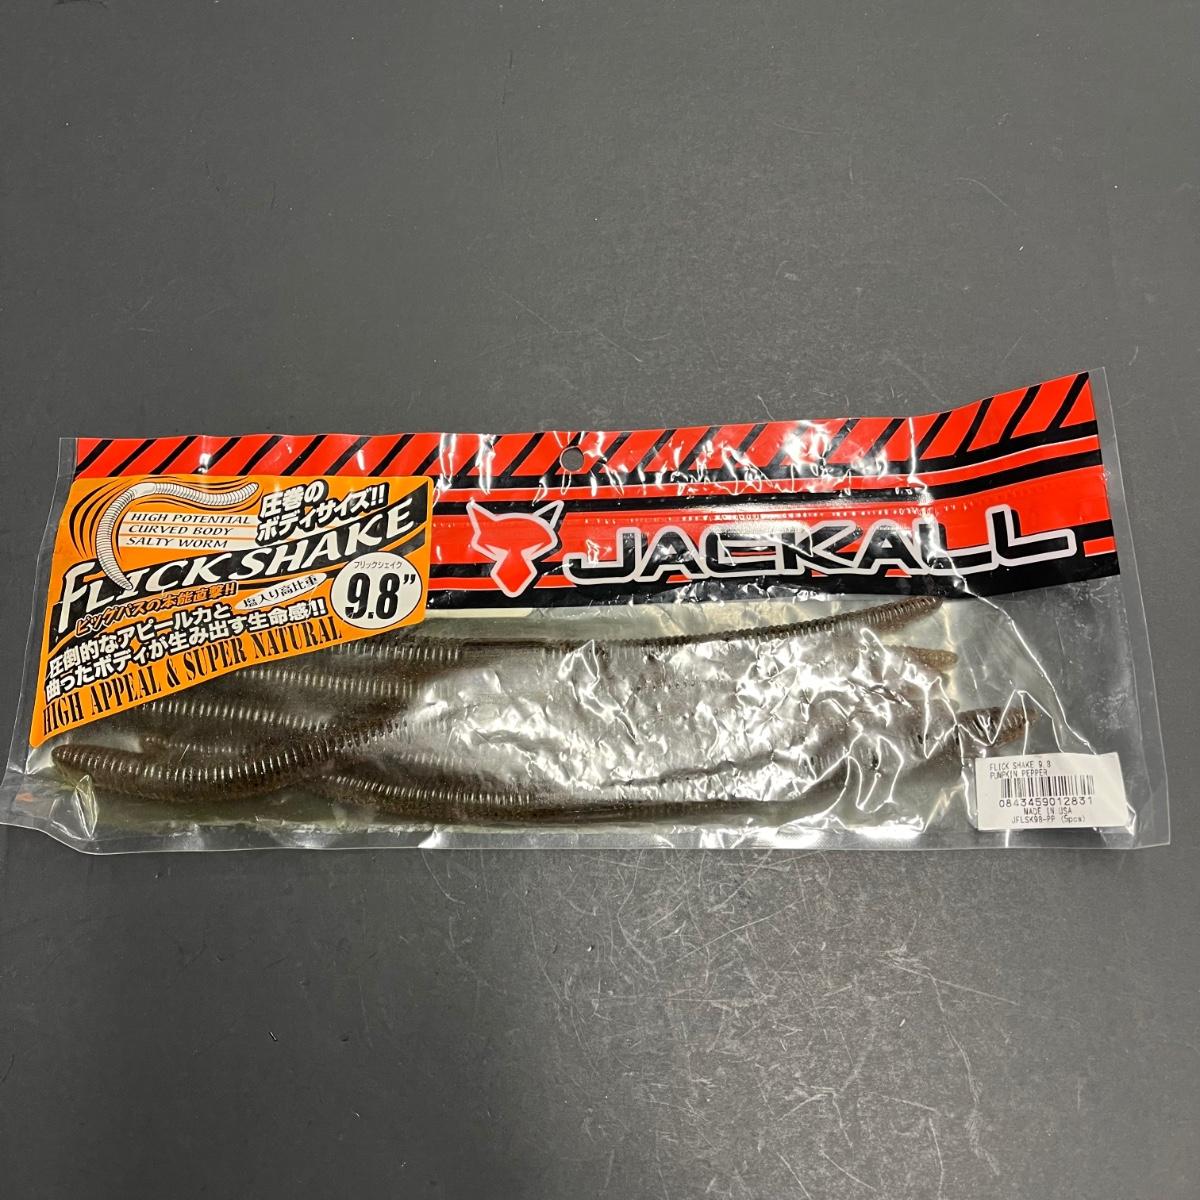 HIGH POTENTIAL
CURVED BODY
SALTY WORM
圧巻の
ボディサイズ!!
FLICK SHAKE
フリックシェイク
9.8"
ビッグバスの本能直撃!!
塩入り高比重
圧倒的なアピール力と
曲ったボディが生み出す生命感!!
HIGH APPEAL & SUPER NATURAL
JACKALL
FLICK SHAKE 9.8
PUNPKIN PEPPER
0843459012831
MADE IN USA
JFLSK98-PP (5pcs)